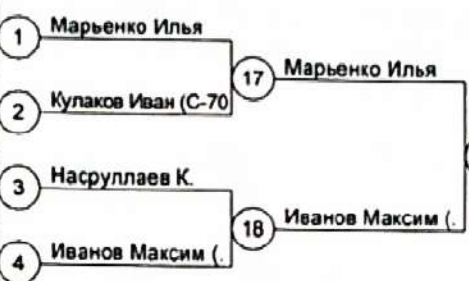 1 Марьенко Илья
17 Марьенко Илья
2 Кулаков Иван (С-70
3 Насруллаев К.
18 Иванов Максим (.
4 Иванов Максим (.